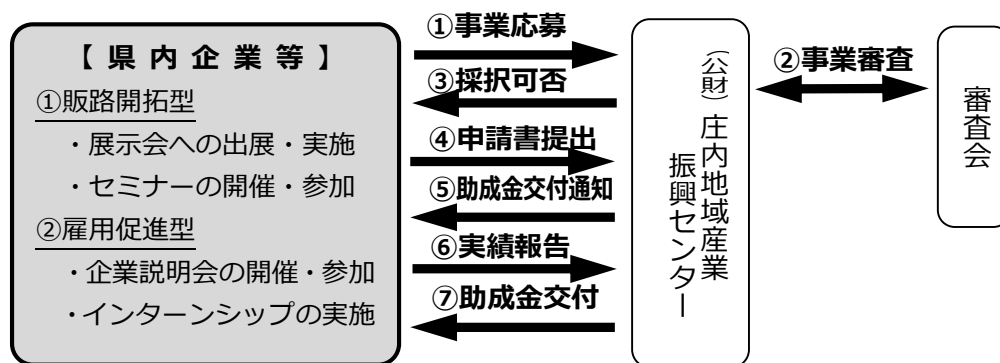 【県内企業等】
①販路開拓型
・展示会への出展・実施
・セミナーの開催・参加
②雇用促進型
・企業説明会の開催・参加
・インターンシップの実施
①事業応募
③採択可否
④申請書提出
⑤助成金交付通知
⑥実績報告
⑦助成金交付
（公財）庄内地域産業
振興センター
②事業審査
審査会